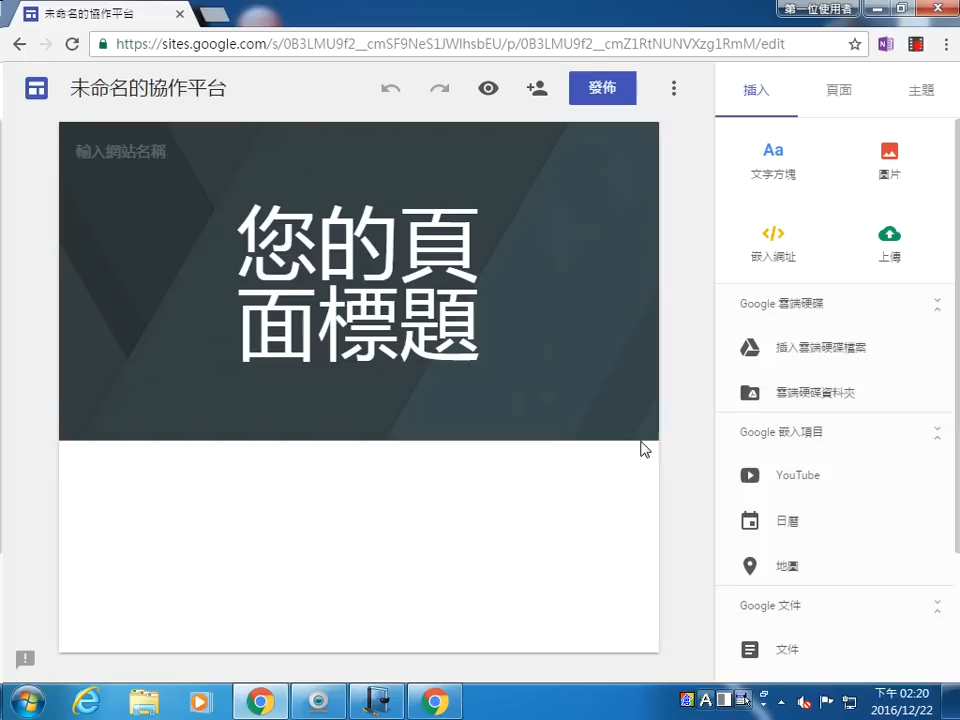 未命名的協作平台
第一位使用者
https://sites.google.com/s/0B3LMU9f2__cmSF9NeS1JWlhsbEU/p/0B3LMU9f2__cmZ1RtNUNVXzg1RmM/edit
未命名的協作平台
發佈
插入
頁面
主題
輸入網站名稱
您的頁
面標題
Aa
文字方塊
圖片
嵌入網址
上傳
Google 雲端硬碟
插入雲端硬碟檔案
雲端硬碟資料夾
Google 嵌入項目
YouTube
日曆
地圖
Google 文件
文件
A
下午 02:20
2016/12/22